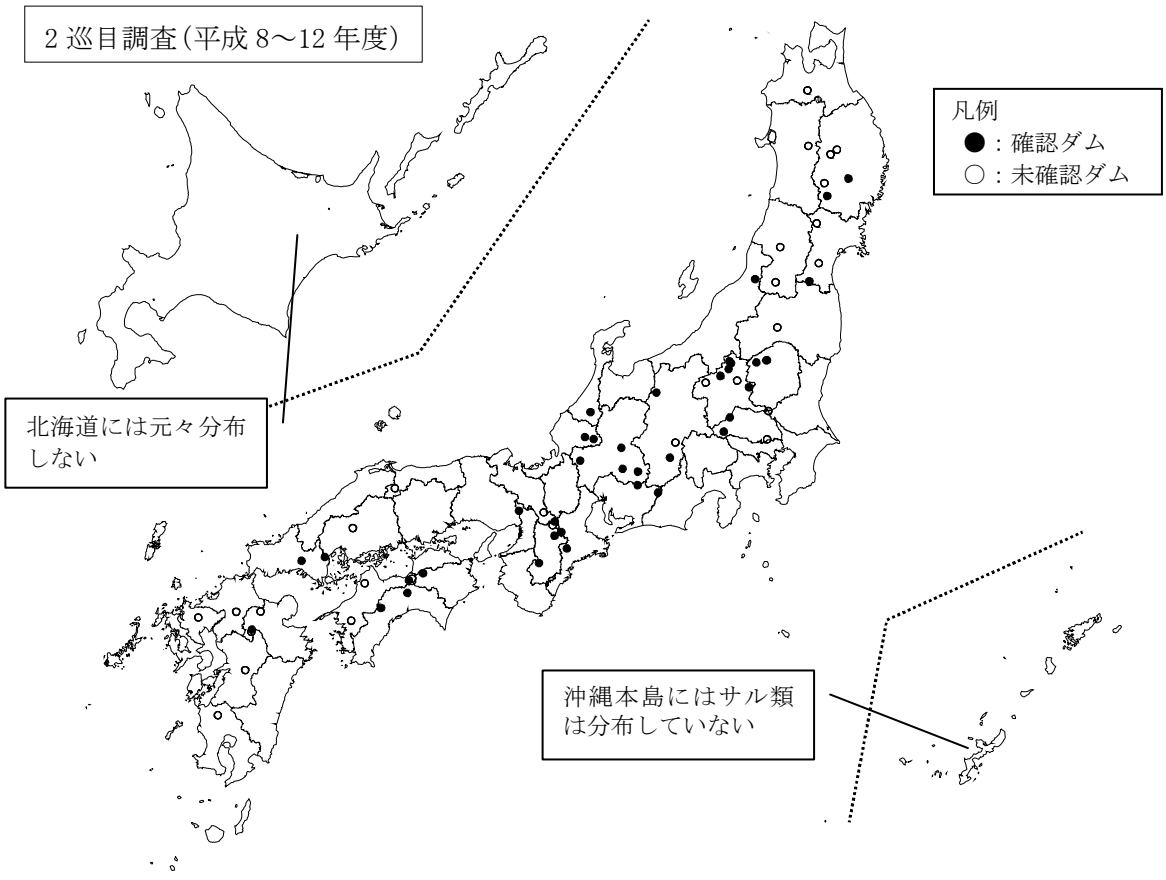 2 巡目調査(平成 8～12 年度)
凡例
●：確認ダム
○：未確認ダム
北海道には元々分布
しない
沖縄本島にはサル類
は分布していない